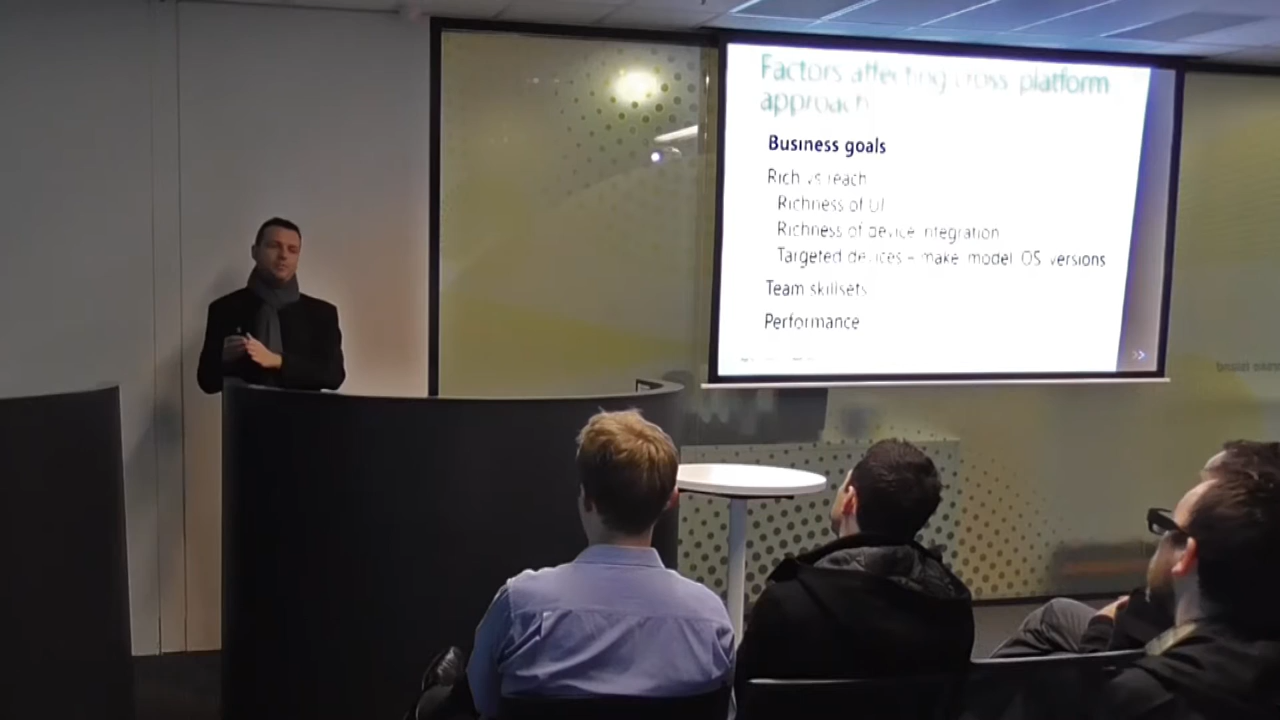 Factors affecting cross platform
approach
Business goals
Rich vs reach
Richness of UI
Richness of device integration
Targeted devices – make model OS versions
Team skillsets
Performance
>>